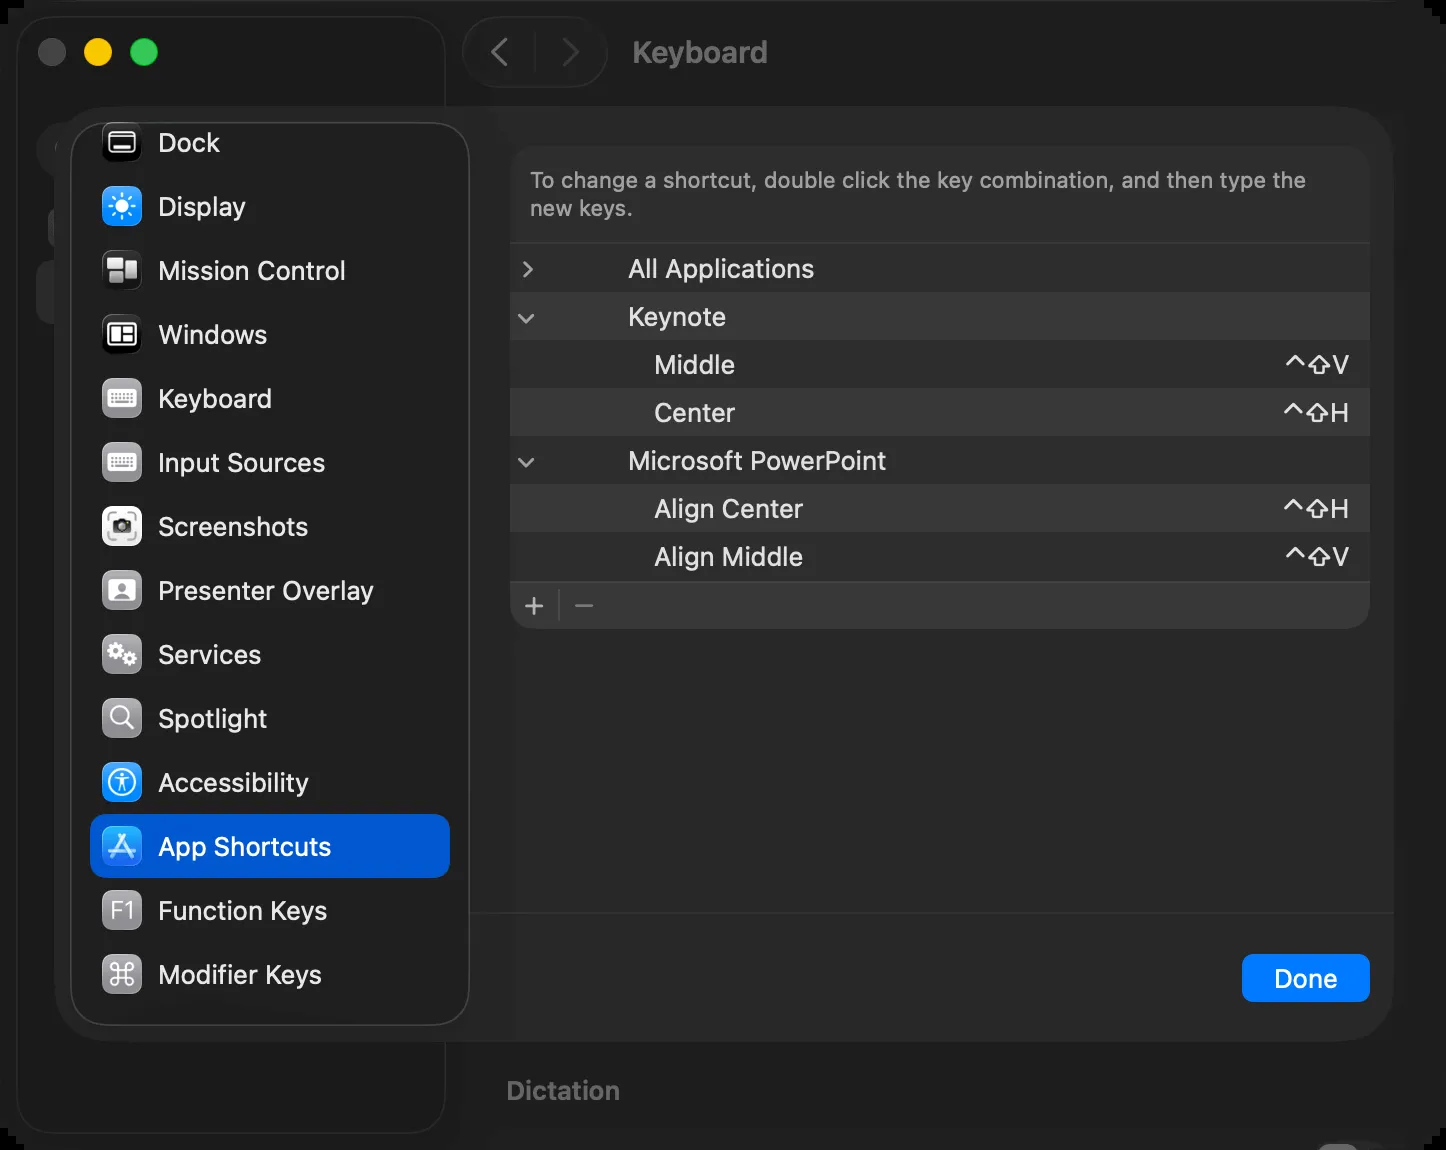 Keyboard
Dock
Display
Mission Control
Windows
Keyboard
Input Sources
Screenshots
Presenter Overlay
Services
Spotlight
Accessibility
App Shortcuts
F1 Function Keys
⌘ Modifier Keys
To change a shortcut, double click the key combination, and then type the
new keys.
All Applications
Keynote
Middle ^⇧V
Center ^⇧H
Microsoft PowerPoint
Align Center ^⇧H
Align Middle ^⇧V
+ −
Done
Dictation